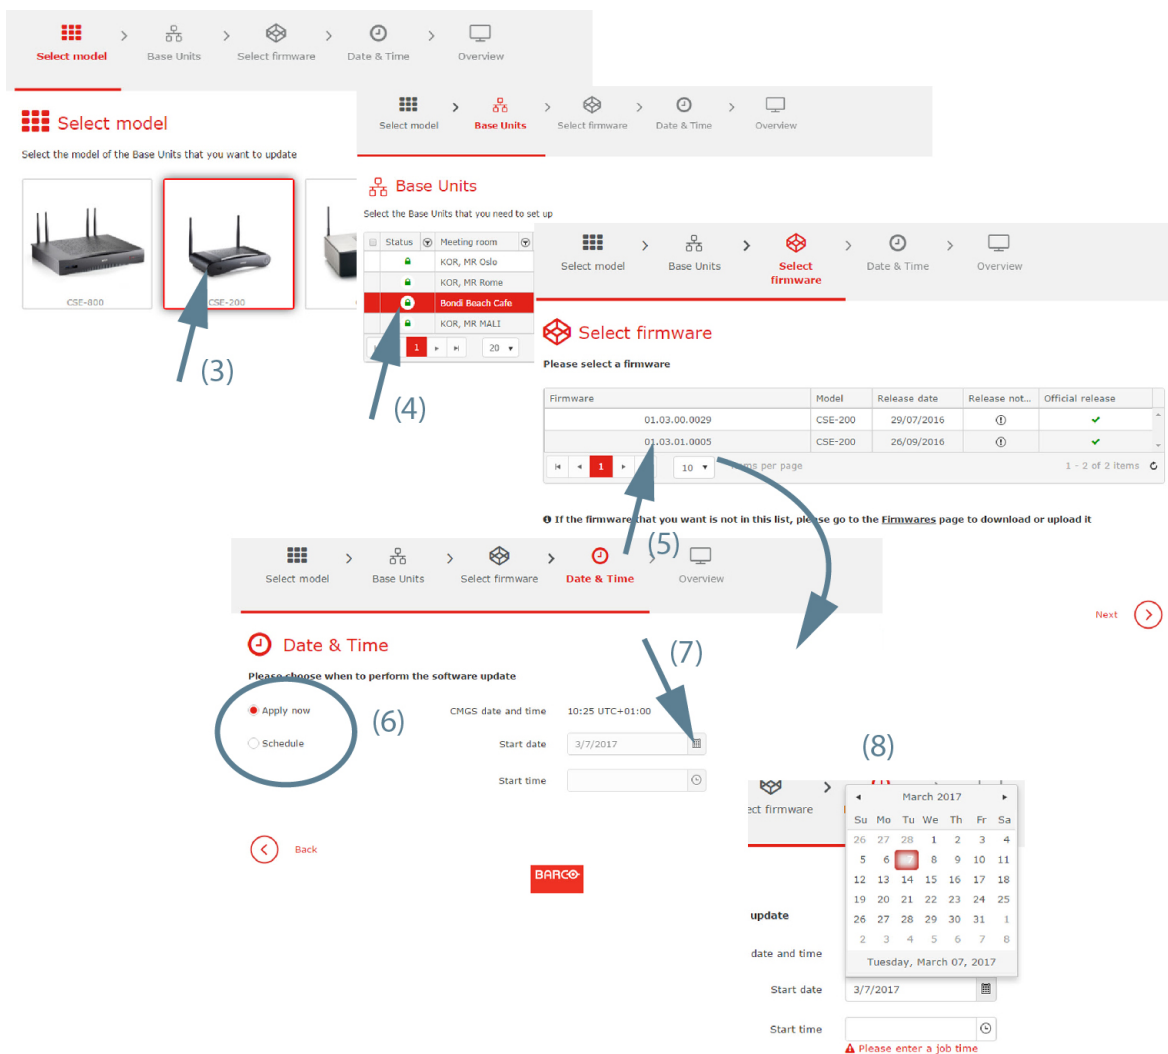 Select model
Base Units
Select firmware
Date & Time
Overview
Select model
Select the model of the Base Units that you want to update
CSE-800
CSE-200
(3)
Select model
Base Units
Select firmware
Date & Time
Overview
Base Units
Select the Base Units that you need to set up
Status Meeting room
KOR, MR Oslo
KOR, MR Rome
Bondi Beach Cafe
KOR, MR MALI
1 20
(4)
Select model
Base Units
Select firmware
Date & Time
Overview
Select firmware
Please select a firmware
Firmware Model Release date Release not... Official release
01.03.00.0029 CSE-200 29/07/2016
01.03.01.0005 CSE-200 26/09/2016
1 10 items per page 1 - 2 of 2 items
If the firmware that you want is not in this list, please go to the Firmwares page to download or upload it
(5)
Next
Select model
Base Units
Select firmware
Date & Time
Overview
Date & Time
Please choose when to perform the software update
Apply now
Schedule
(6)
CMGS date and time 10:25 UTC+01:00
Start date 3/7/2017
Start time
(7)
Back
BARCO
(8)
ect firmware
March 2017
Su Mo Tu We Th Fr Sa
26 27 28 1 2 3 4
5 6 7 8 9 10 11
12 13 14 15 16 17 18
19 20 21 22 23 24 25
26 27 28 29 30 31 1
2 3 4 5 6 7 8
Tuesday, March 07, 2017
update
date and time
Start date 3/7/2017
Start time
Please enter a job time